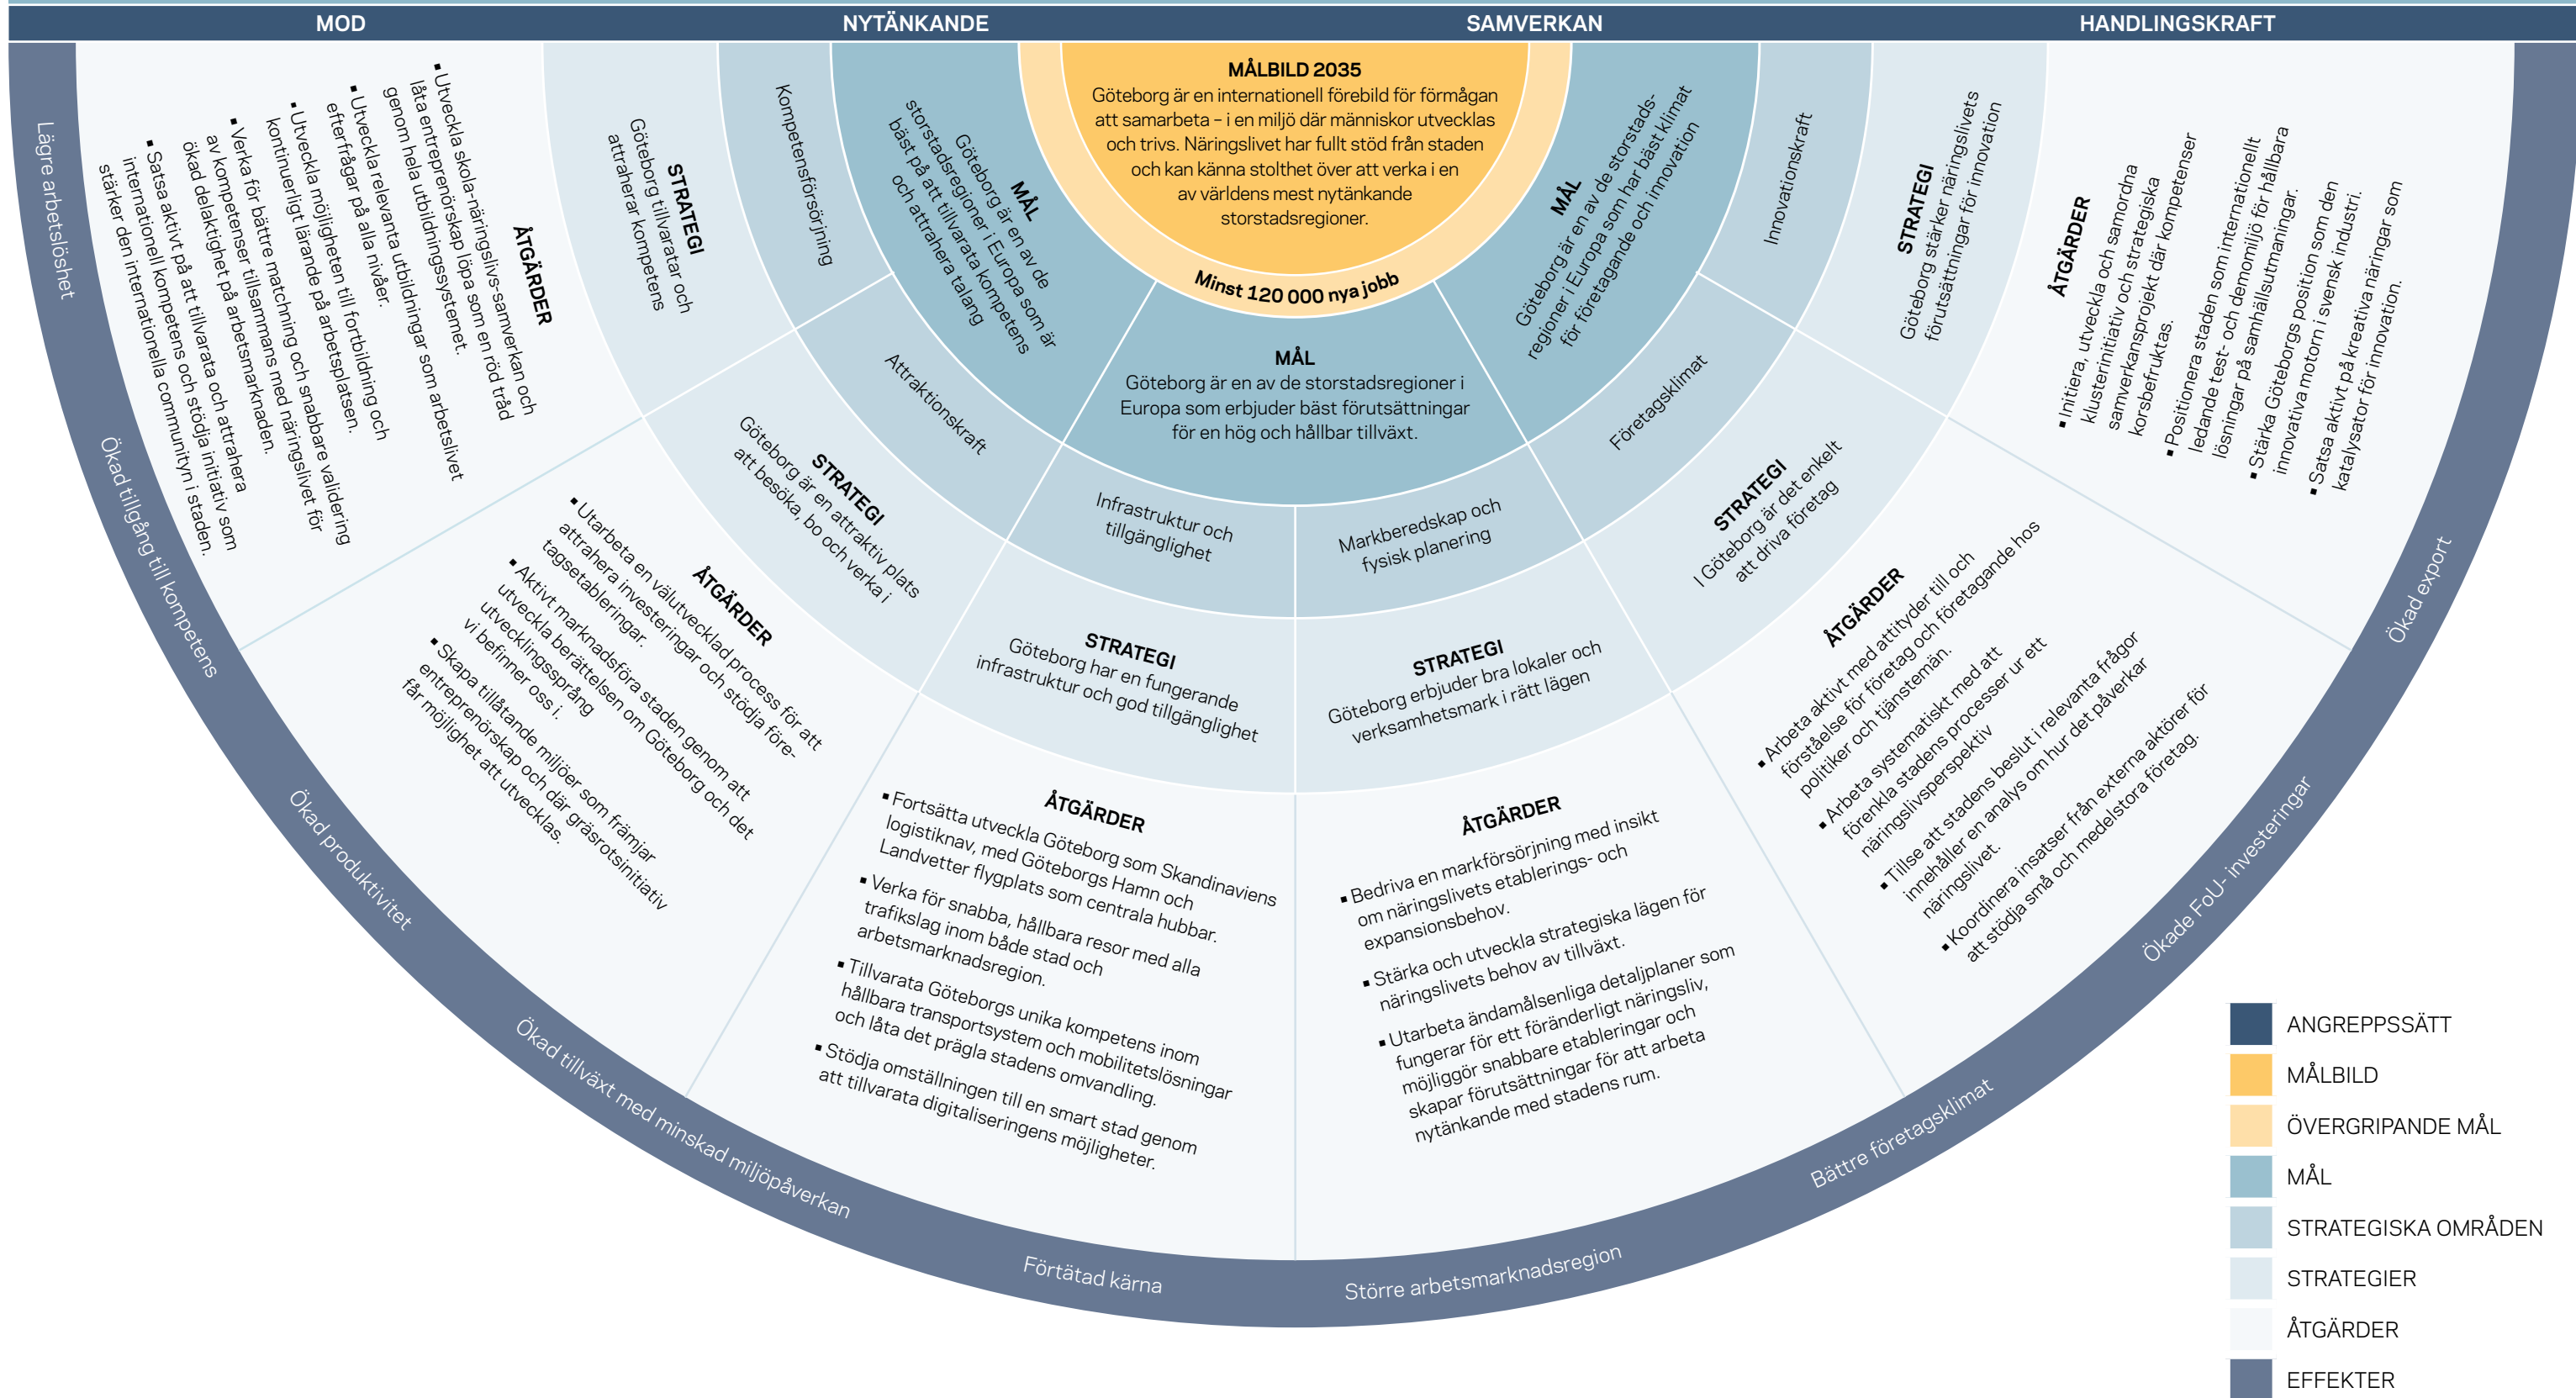 MOD
NYTÄNKANDE
SAMVERKAN
HANDLINGSKRAFT
MÅLBILD 2035
Göteborg är en internationell förebild för förmågan
att samarbeta – i en miljö där människor utvecklas
och trivs. Näringslivet har fullt stöd från staden
och kan känna stolthet över att verka i en
av världens mest nytänkande
storstadsregioner.
Minst 120 000 nya jobb
MÅL
Göteborg är en av de
storstadsregioner i Europa som är
bäst på att tillvarata kompetens
och attrahera talang
MÅL
Göteborg är en av de storstadsregioner i
Europa som erbjuder bäst förutsättningar
för en hög och hållbar tillväxt.
MÅL
Göteborg är en av de storstads-
regioner i Europa som har bäst klimat
för företagande och innovation
Kompetensförsörjning
Attraktionskraft
Infrastruktur och
tillgänglighet
Markberedskap och
fysisk planering
Företagsklimat
Innovationskraft
STRATEGI
Göteborg tillvaratar och
attraherar kompetens
STRATEGI
Göteborg är en attraktiv plats
att besöka, bo och verka i
STRATEGI
Göteborg har en fungerande
infrastruktur och god tillgänglighet
STRATEGI
Göteborg erbjuder bra lokaler och
verksamhetsmark i rätt lägen
STRATEGI
I Göteborg är det enkelt
att driva företag
STRATEGI
Göteborg stärker näringslivets
förutsättningar för innovation
ÅTGÄRDER
▪ Utveckla skola-näringslivs-samverkan och
låta entreprenörskap löpa som en röd tråd
genom hela utbildningssystemet.
▪ Utveckla relevanta utbildningar som arbetslivet
efterfrågar på alla nivåer.
▪ Utveckla möjligheten till fortbildning och
kontinuerligt lärande på arbetsplatsen.
▪ Verka för bättre matchning och snabbare validering
av kompetenser tillsammans med näringslivet för
ökad delaktighet på arbetsmarknaden.
▪ Satsa aktivt på att tillvarata och attrahera
internationell kompetens och stödja initiativ som
stärker den internationella communityn i staden.
ÅTGÄRDER
▪ Utarbeta en välutvecklad process för att
attrahera investeringar och stödja före-
tagsetableringar.
▪ Aktivt marknadsföra staden genom att
utveckla berättelsen om Göteborg och det
utvecklingssprång
vi befinner oss i.
▪ Skapa tillåtande miljöer som främjar
entreprenörskap och där gräsrotsinitiativ
får möjlighet att utvecklas.
ÅTGÄRDER
▪ Fortsätta utveckla Göteborg som Skandinaviens
logistiknav, med Göteborgs Hamn och
Landvetter flygplats som centrala hubbar.
▪ Verka för snabba, hållbara resor med alla
trafikslag inom både stad och
arbetsmarknadsregion.
▪ Tillvarata Göteborgs unika kompetens inom
hållbara transportsystem och mobilitetslösningar
och låta det prägla stadens omvandling.
▪ Stödja omställningen till en smart stad genom
att tillvarata digitaliseringens möjligheter.
ÅTGÄRDER
▪ Bedriva en markförsörjning med insikt
om näringslivets etablerings- och
expansionsbehov.
▪ Stärka och utveckla strategiska lägen för
näringslivets behov av tillväxt.
▪ Utarbeta ändamålsenliga detaljplaner som
fungerar för ett föränderligt näringsliv,
möjliggör snabbare etableringar och
skapar förutsättningar för att arbeta
nytänkande med stadens rum.
ÅTGÄRDER
▪ Arbeta aktivt med attityder till och
förståelse för företag och företagande hos
politiker och tjänstemän.
▪ Arbeta systematiskt med att
förenkla stadens processer ur ett
näringslivsperspektiv
▪ Tillse att stadens beslut i relevanta frågor
innehåller en analys om hur det påverkar
näringslivet.
▪ Koordinera insatser från externa aktörer för
att stödja små och medelstora företag.
ÅTGÄRDER
▪ Initiera, utveckla och samordna
klusterinitiativ och strategiska
samverkansprojekt där kompetenser
korsbefruktas.
▪ Positionera staden som internationellt
ledande test- och demomiljö för hållbara
lösningar på samhällsutmaningar.
▪ Stärka Göteborgs position som den
innovativa motorn i svensk industri.
▪ Satsa aktivt på kreativa näringar som
katalysator för innovation.
Lägre arbetslöshet
Ökad tillgång till kompetens
Ökad produktivitet
Ökad tillväxt med minskad miljöpåverkan
Förtätad kärna
Större arbetsmarknadsregion
Bättre företagsklimat
Ökade FoU- investeringar
Ökad export
ANGREPPSSÄTT
MÅLBILD
ÖVERGRIPANDE MÅL
MÅL
STRATEGISKA OMRÅDEN
STRATEGIER
ÅTGÄRDER
EFFEKTER